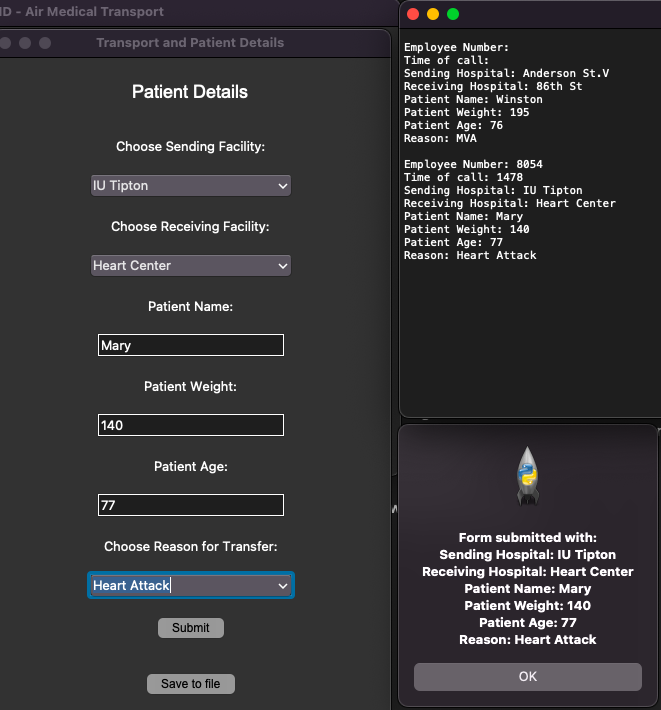 D - Air Medical Transport
Transport and Patient Details
Patient Details
Choose Sending Facility:
IU Tipton
Choose Receiving Facility:
Heart Center
Patient Name:
Mary
Patient Weight:
140
Patient Age:
77
Choose Reason for Transfer:
Heart Attack
Submit
Save to file
Employee Number:
Time of call:
Sending Hospital: Anderson St.V
Receiving Hospital: 86th St
Patient Name: Winston
Patient Weight: 195
Patient Age: 76
Reason: MVA
Employee Number: 8054
Time of call: 1478
Sending Hospital: IU Tipton
Receiving Hospital: Heart Center
Patient Name: Mary
Patient Weight: 140
Patient Age: 77
Reason: Heart Attack
Form submitted with:
Sending Hospital: IU Tipton
Receiving Hospital: Heart Center
Patient Name: Mary
Patient Weight: 140
Patient Age: 77
Reason: Heart Attack
OK